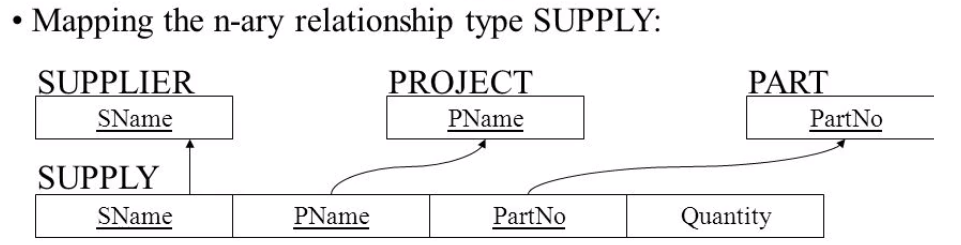 • Mapping the n-ary relationship type SUPPLY:
SUPPLIER PROJECT PART
SName PName PartNo
SUPPLY
SName PName PartNo Quantity